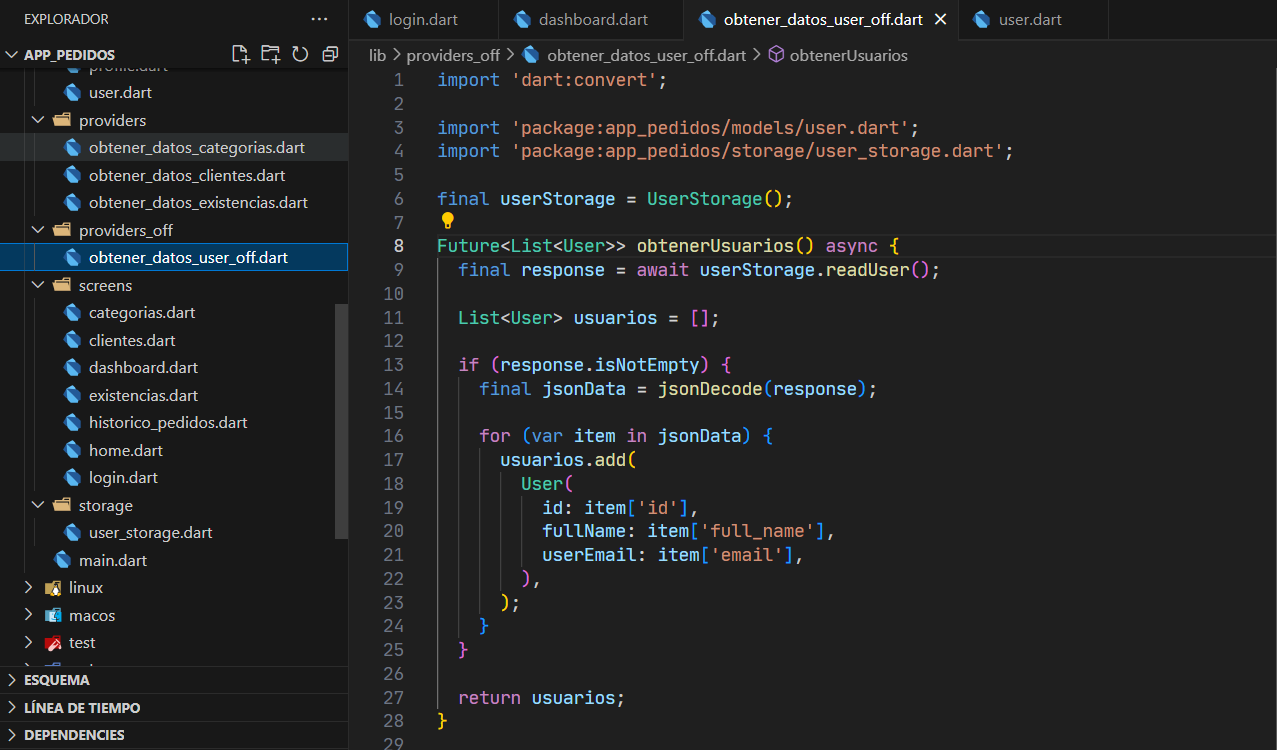 EXPLORADOR
APP_PEDIDOS
profile.dart
user.dart
providers
obtener_datos_categorias.dart
obtener_datos_clientes.dart
obtener_datos_existencias.dart
providers_off
obtener_datos_user_off.dart
screens
categorias.dart
clientes.dart
dashboard.dart
existencias.dart
historico_pedidos.dart
home.dart
login.dart
storage
user_storage.dart
main.dart
linux
macos
test
ESQUEMA
LÍNEA DE TIEMPO
DEPENDENCIES
login.dart dashboard.dart obtener_datos_user_off.dart user.dart
lib > providers_off > obtener_datos_user_off.dart > obtenerUsuarios
1 import 'dart:convert';
2
3 import 'package:app_pedidos/models/user.dart';
4 import 'package:app_pedidos/storage/user_storage.dart';
5
6 final userStorage = UserStorage();
7
8 Future<List<User>> obtenerUsuarios() async {
9 final response = await userStorage.readUser();
10
11 List<User> usuarios = [];
12
13 if (response.isNotEmpty) {
14 final jsonData = jsonDecode(response);
15
16 for (var item in jsonData) {
17 usuarios.add(
18 User(
19 id: item['id'],
20 fullName: item['full_name'],
21 userEmail: item['email'],
22 ),
23 );
24 }
25 }
26
27 return usuarios;
28 }
29